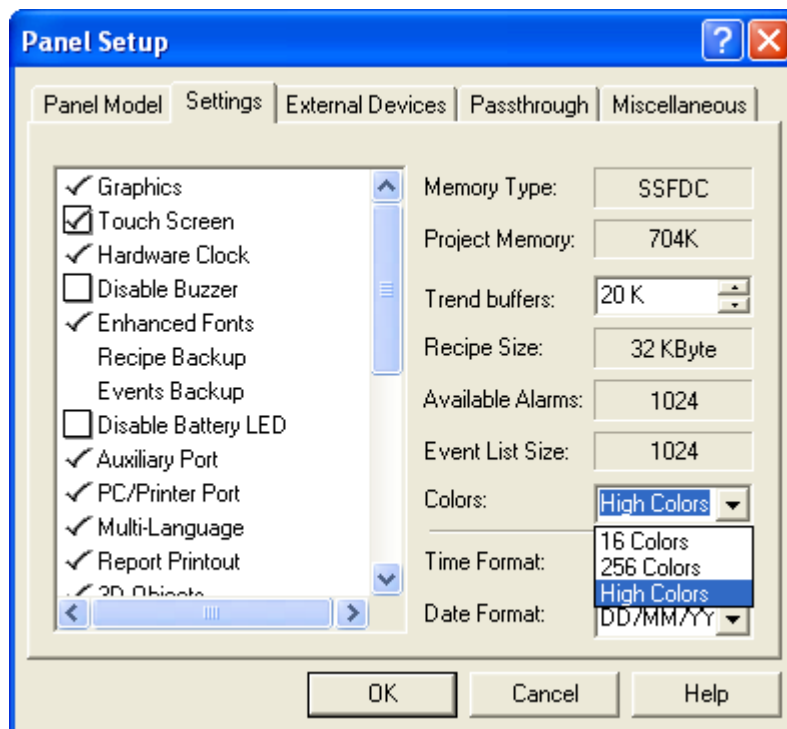 Panel Setup
Panel Model Settings External Devices Passthrough Miscellaneous
Graphics
Touch Screen
Hardware Clock
Disable Buzzer
Enhanced Fonts
Recipe Backup
Events Backup
Disable Battery LED
Auxiliary Port
PC/Printer Port
Multi-Language
Report Printout
3D Objects
Memory Type: SSFDC
Project Memory: 704K
Trend buffers: 20 K
Recipe Size: 32 KByte
Available Alarms: 1024
Event List Size: 1024
Colors: High Colors
16 Colors
256 Colors
High Colors
Time Format:
Date Format: DD/MM/YY
OK Cancel Help